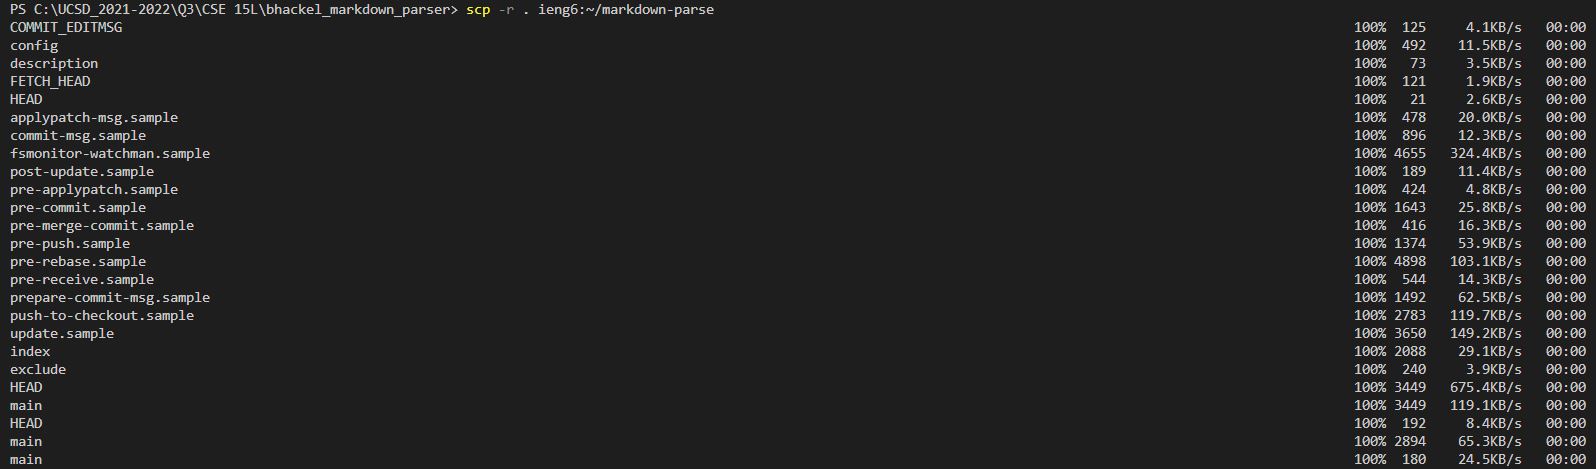 PS C:\UCSD_2021-2022\Q3\CSE 15L\bhackel_markdown_parser> scp -r . ieng6:~/markdown-parse
COMMIT_EDITMSG 100% 125 4.1KB/s 00:00
config 100% 492 11.5KB/s 00:00
description 100% 73 3.5KB/s 00:00
FETCH_HEAD 100% 121 1.9KB/s 00:00
HEAD 100% 21 2.6KB/s 00:00
applypatch-msg.sample 100% 478 20.0KB/s 00:00
commit-msg.sample 100% 896 12.3KB/s 00:00
fsmonitor-watchman.sample 100% 4655 324.4KB/s 00:00
post-update.sample 100% 189 11.4KB/s 00:00
pre-applypatch.sample 100% 424 4.8KB/s 00:00
pre-commit.sample 100% 1643 25.8KB/s 00:00
pre-merge-commit.sample 100% 416 16.3KB/s 00:00
pre-push.sample 100% 1374 53.9KB/s 00:00
pre-rebase.sample 100% 4898 103.1KB/s 00:00
pre-receive.sample 100% 544 14.3KB/s 00:00
prepare-commit-msg.sample 100% 1492 62.5KB/s 00:00
push-to-checkout.sample 100% 2783 119.7KB/s 00:00
update.sample 100% 3650 149.2KB/s 00:00
index 100% 2088 29.1KB/s 00:00
exclude 100% 240 3.9KB/s 00:00
HEAD 100% 3449 675.4KB/s 00:00
main 100% 3449 119.1KB/s 00:00
HEAD 100% 192 8.4KB/s 00:00
main 100% 2894 65.3KB/s 00:00
main 100% 180 24.5KB/s 00:00